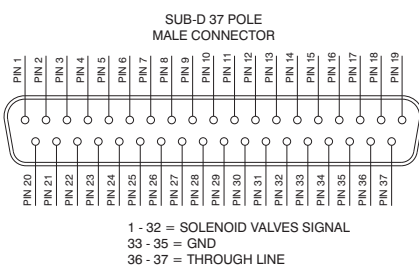 SUB-D 37 POLE
MALE CONNECTOR
PIN 1
PIN 2
PIN 3
PIN 4
PIN 5
PIN 6
PIN 7
PIN 8
PIN 9
PIN 10
PIN 11
PIN 12
PIN 13
PIN 14
PIN 15
PIN 16
PIN 17
PIN 18
PIN 19
PIN 20
PIN 21
PIN 22
PIN 23
PIN 24
PIN 25
PIN 26
PIN 27
PIN 28
PIN 29
PIN 30
PIN 31
PIN 32
PIN 33
PIN 34
PIN 35
PIN 36
PIN 37
1 - 32 = SOLENOID VALVES SIGNAL
33 - 35 = GND
36 - 37 = THROUGH LINE